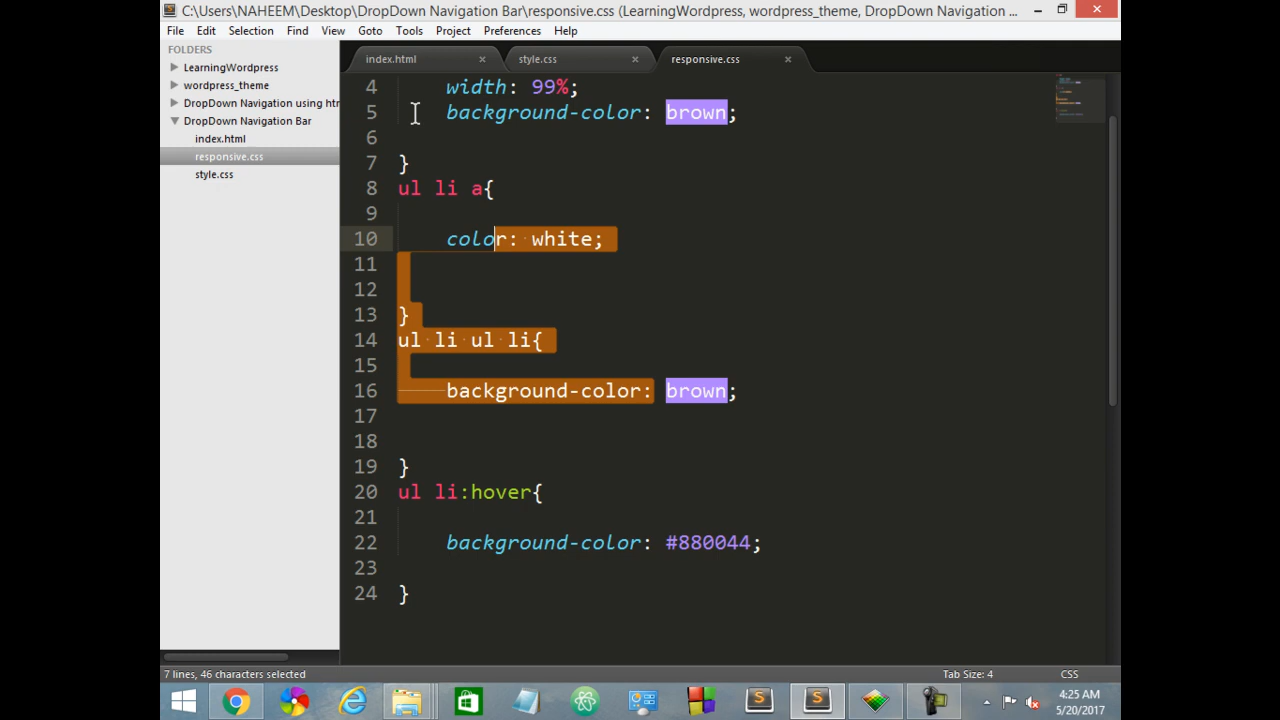 C:\Users\NAHEEM\Desktop\DropDown Navigation Bar\responsive.css (LearningWordpress, wordpress_theme, DropDown Navigation ...
File Edit Selection Find View Goto Tools Project Preferences Help
FOLDERS
LearningWordpress
wordpress_theme
DropDown Navigation using htm
DropDown Navigation Bar
index.html
responsive.css
style.css
index.html × style.css × responsive.css ×
4 width: 99%;
5 background-color: brown;
6
7 }
8 ul li a{
9
10 color: white;
11
12
13 }
14 ul li ul li{
15
16 background-color: brown;
17
18
19 }
20 ul li:hover{
21
22 background-color: #880044;
23
24 }
7 lines, 46 characters selected
Tab Size: 4 CSS
4:25 AM
5/20/2017